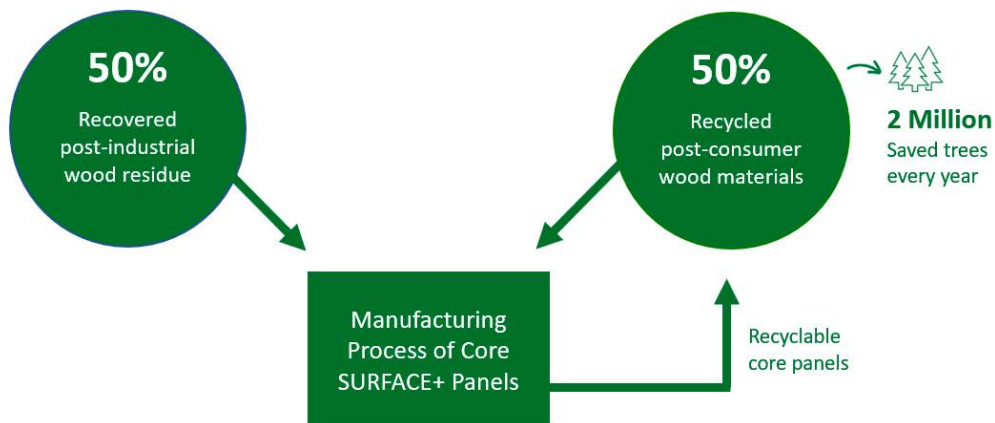 50%
Recovered
post-industrial
wood residue
50%
Recycled
post-consumer
wood materials
2 Million
Saved trees
every year
Manufacturing
Process of Core
SURFACE+ Panels
Recyclable
core panels